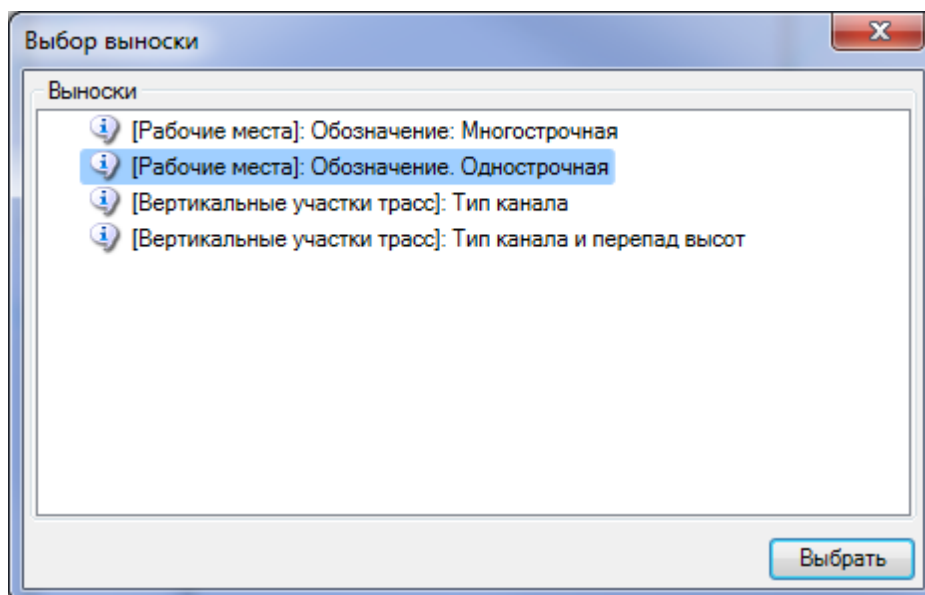 Выбор выноски
Выноски
[Рабочие места]: Обозначение: Многострочная
[Рабочие места]: Обозначение. Однострочная
[Вертикальные участки трасс]: Тип канала
[Вертикальные участки трасс]: Тип канала и перепад высот
Выбрать